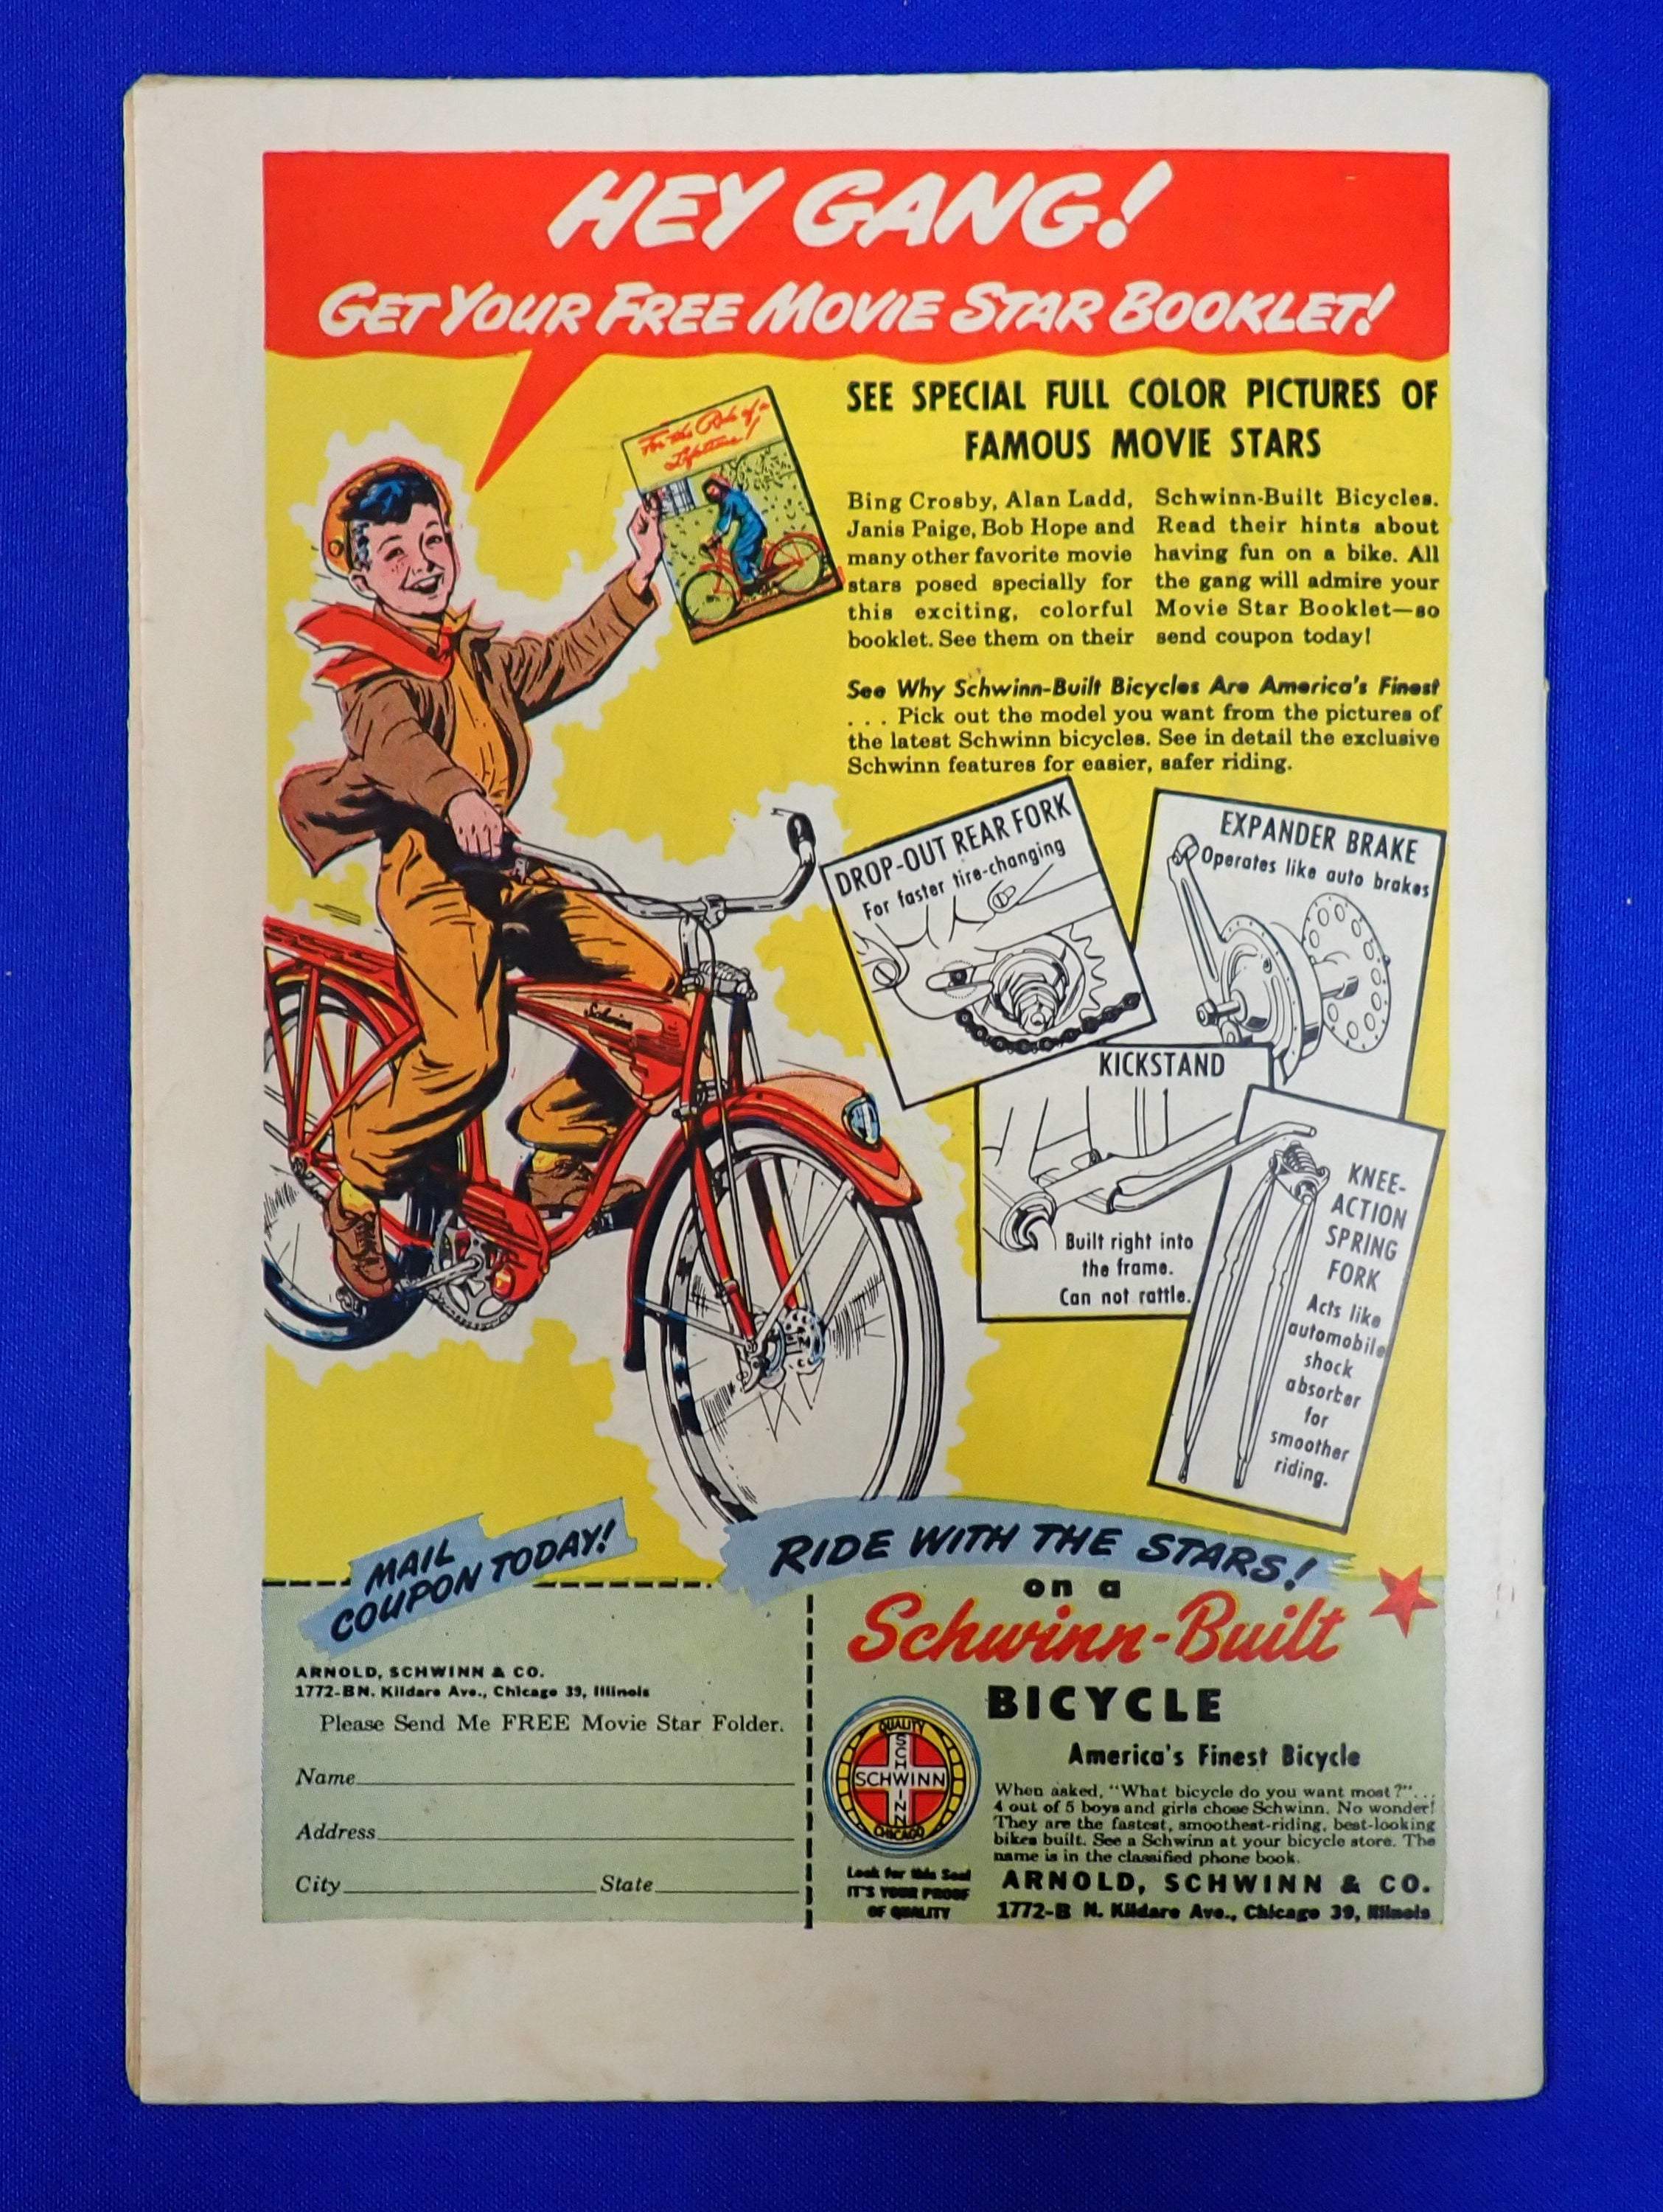 HEY GANG!
GET YOUR FREE MOVIE STAR BOOKLET!
For the Ride of a
Lifetime!
SEE SPECIAL FULL COLOR PICTURES OF
FAMOUS MOVIE STARS
Bing Crosby, Alan Ladd,
Janis Paige, Bob Hope and
many other favorite movie
stars posed specially for
this exciting, colorful
booklet. See them on their
Schwinn-Built Bicycles.
Read their hints about
having fun on a bike. All
the gang will admire your
Movie Star Booklet—so
send coupon today!
See Why Schwinn-Built Bicycles Are America's Finest
. . . Pick out the model you want from the pictures of
the latest Schwinn bicycles. See in detail the exclusive
Schwinn features for easier, safer riding.
DROP-OUT REAR FORK
For faster tire-changing
EXPANDER BRAKE
Operates like auto brakes
KICKSTAND
Built right into
the frame.
Can not rattle.
KNEE-
ACTION
SPRING
FORK
Acts like
automobile
shock
absorber
for
smoother
riding.
Schwinn
MAIL
COUPON TODAY!
ARNOLD, SCHWINN & CO.
1772-B N. Kildare Ave., Chicago 39, Illinois
Please Send Me FREE Movie Star Folder.
Name
Address
City State
RIDE WITH THE STARS!
on a
Schwinn-Built
BICYCLE
America's Finest Bicycle
QUALITY
SCHWINN
SCHWINN
CHICAGO
Look for this Seal
IT'S YOUR PROOF
OF QUALITY
When asked, "What bicycle do you want most?"...
4 out of 5 boys and girls chose Schwinn. No wonder!
They are the fastest, smoothest-riding, best-looking
bikes built. See a Schwinn at your bicycle store. The
name is in the classified phone book.
ARNOLD, SCHWINN & CO.
1772-B N. Kildare Ave., Chicago 39, Illinois